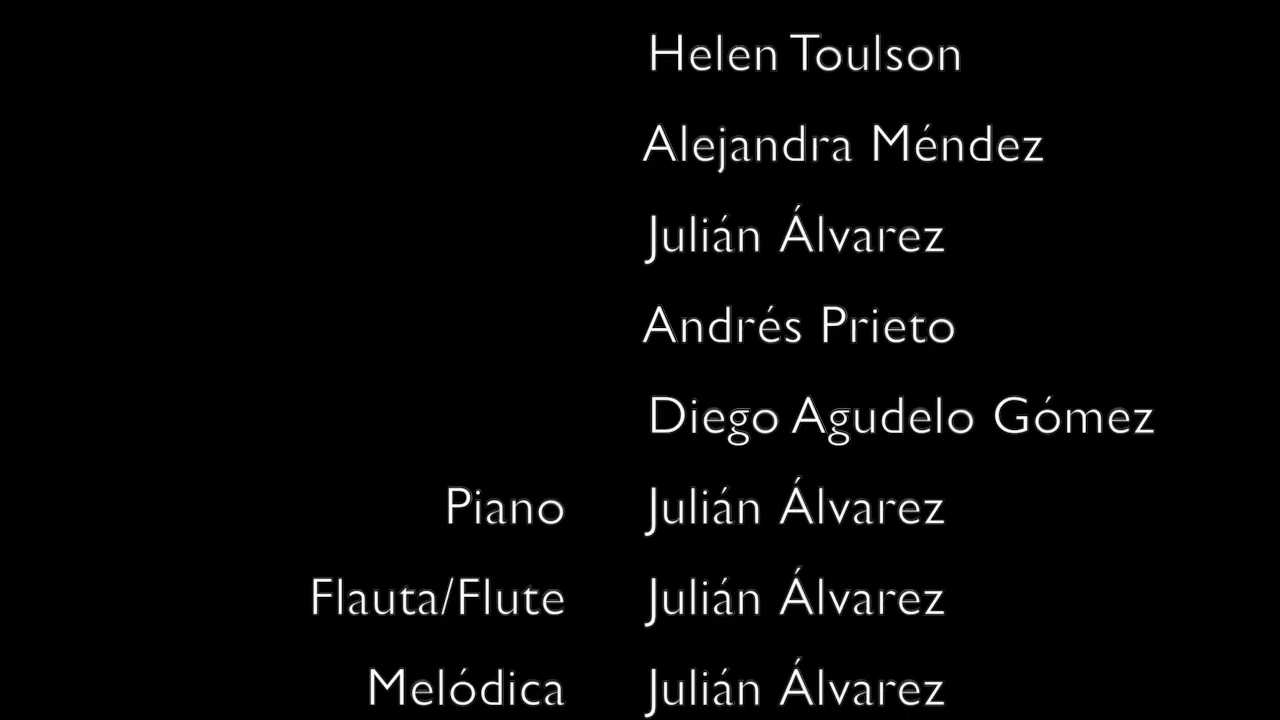 Helen Toulson
Alejandra Méndez
Julián Álvarez
Andrés Prieto
Diego Agudelo Gómez
Piano Julián Álvarez
Flauta/Flute Julián Álvarez
Melódica Julián Álvarez